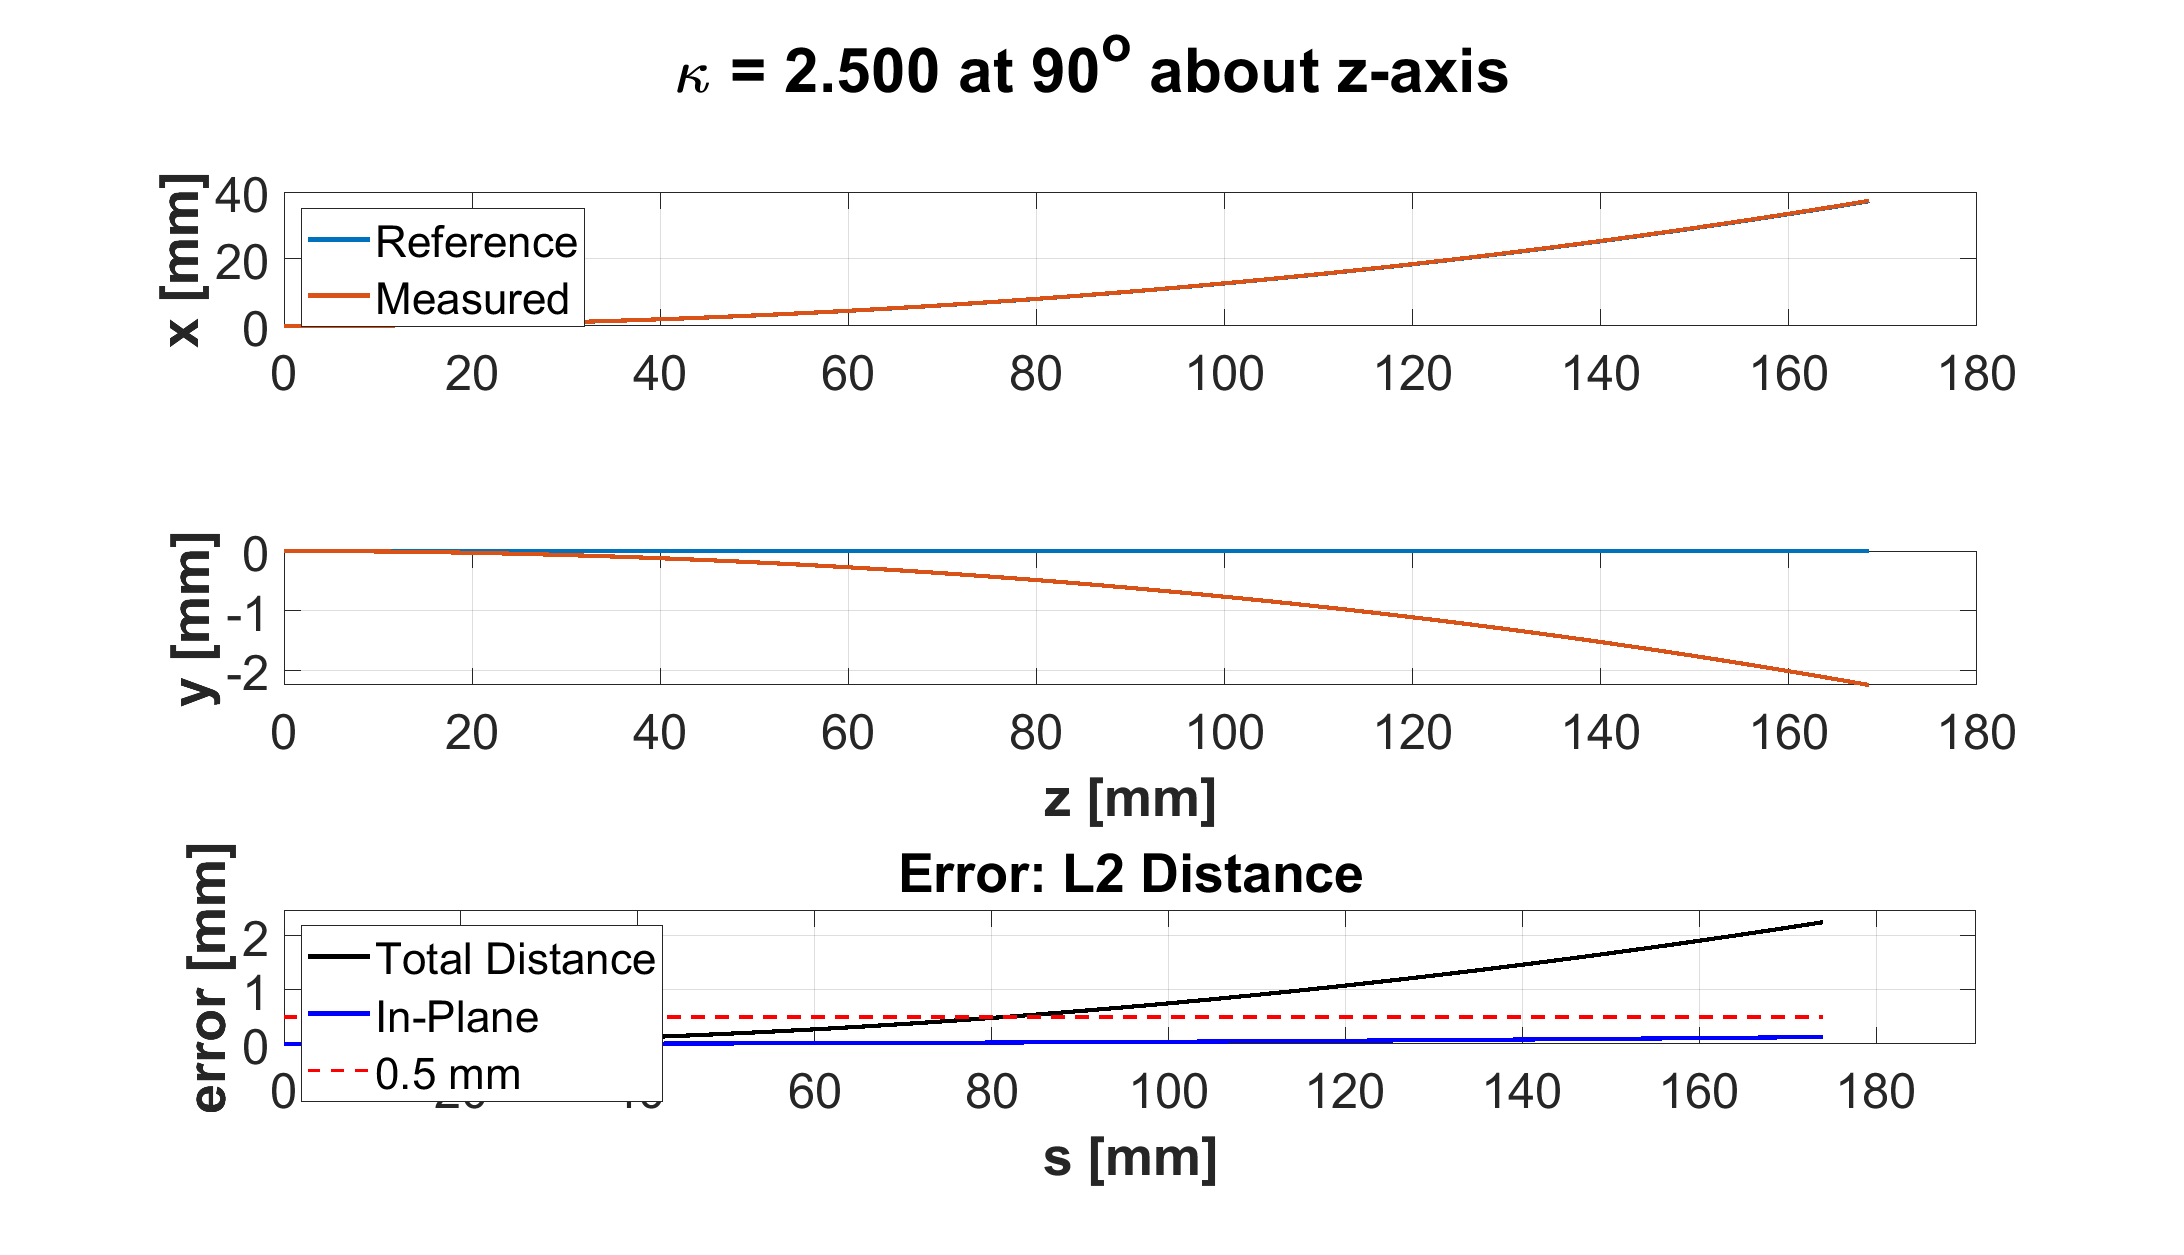 κ = 2.500 at 90° about z-axis
x [mm]
40
20
0
Reference
Measured
0 20 40 60 80 100 120 140 160 180
y [mm]
0
-1
-2
0 20 40 60 80 100 120 140 160 180
z [mm]
Error: L2 Distance
error [mm]
2
1
0
Total Distance
In-Plane
0.5 mm
0 60 80 100 120 140 160 180
s [mm]